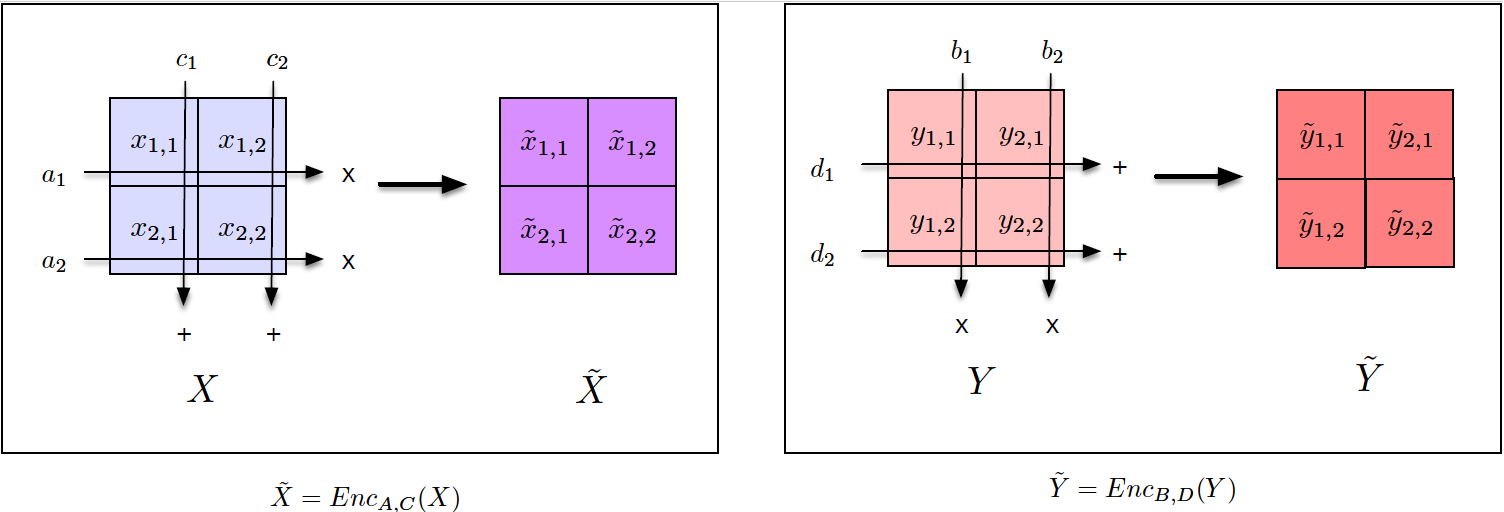 c₁ c₂
x₁,₁ x₁,₂ x̃₁,₁ x̃₁,₂
a₁ x
x₂,₁ x₂,₂ x̃₂,₁ x̃₂,₂
a₂ x
+ +
X X̃
X̃ = Enc_{A,C}(X)
b₁ b₂
y₁,₁ y₂,₁ ỹ₁,₁ ỹ₂,₁
d₁ +
y₁,₂ y₂,₂ ỹ₁,₂ ỹ₂,₂
d₂ +
x x
Y Ỹ
Ỹ = Enc_{B,D}(Y)